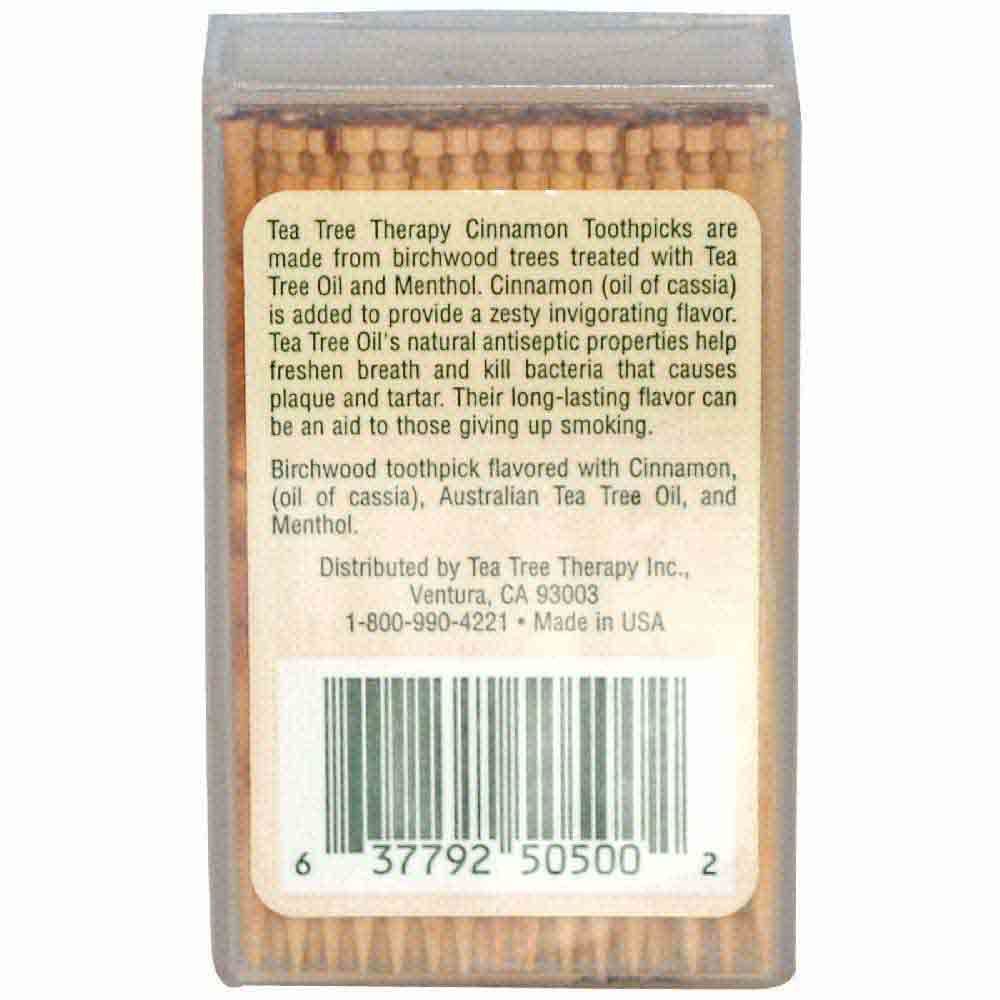 Tea Tree Therapy Cinnamon Toothpicks are
made from birchwood trees treated with Tea
Tree Oil and Menthol. Cinnamon (oil of cassia)
is added to provide a zesty invigorating flavor.
Tea Tree Oil's natural antiseptic properties help
freshen breath and kill bacteria that causes
plaque and tartar. Their long-lasting flavor can
be an aid to those giving up smoking.
Birchwood toothpick flavored with Cinnamon,
(oil of cassia), Australian Tea Tree Oil, and
Menthol.
Distributed by Tea Tree Therapy Inc.,
Ventura, CA 93003
1-800-990-4221 • Made in USA
6 37792 50500 2